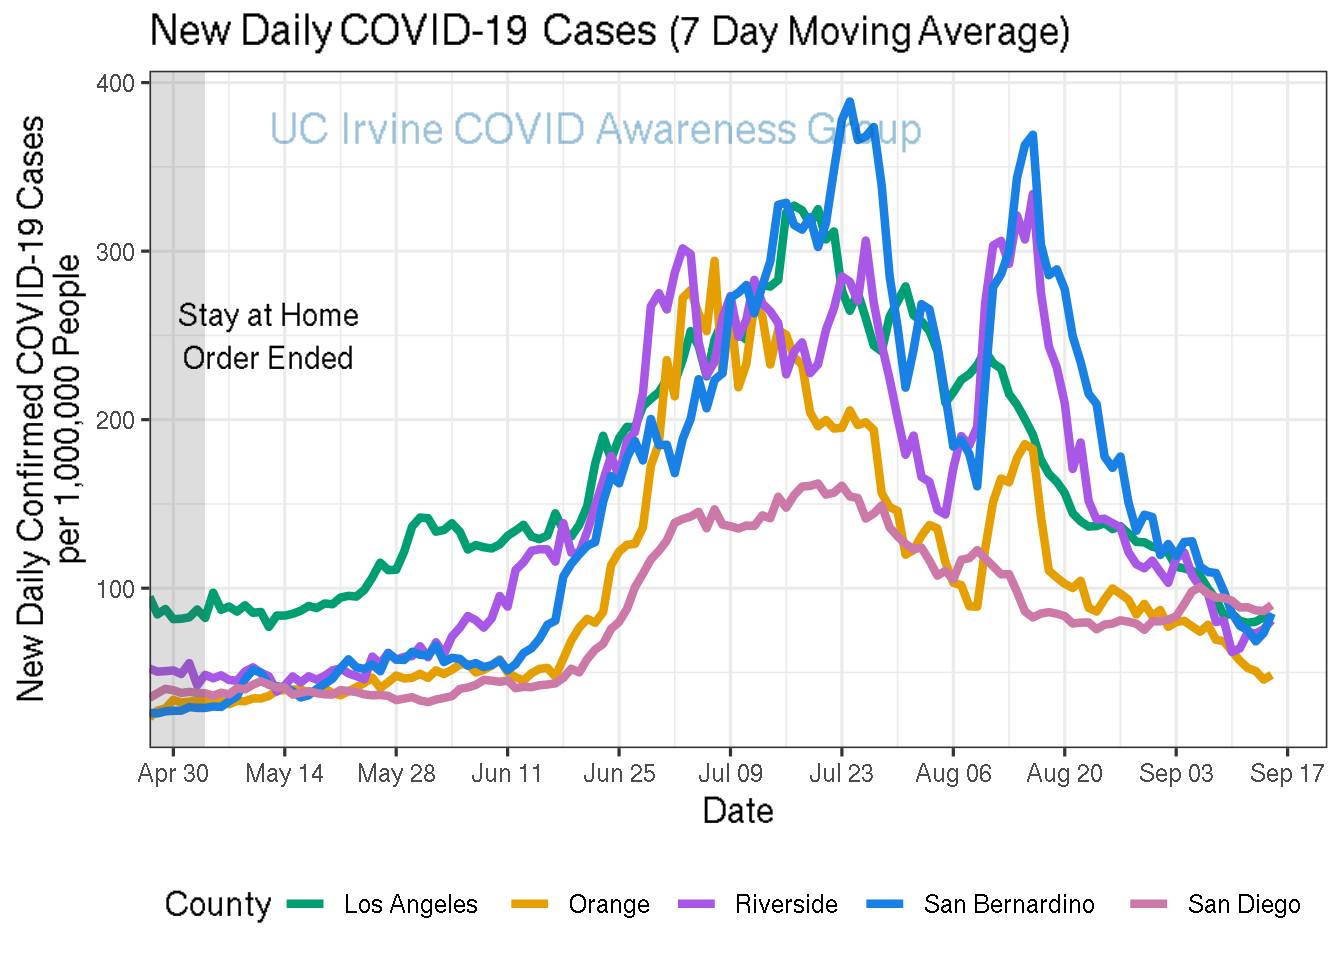 New Daily COVID-19 Cases (7 Day Moving Average)
UC Irvine COVID Awareness Group
Stay at Home
Order Ended
New Daily Confirmed COVID-19 Cases
per 1,000,000 People
400
300
200
100
Apr 30 May 14 May 28 Jun 11 Jun 25 Jul 09 Jul 23 Aug 06 Aug 20 Sep 03 Sep 17
Date
County Los Angeles Orange Riverside San Bernardino San Diego